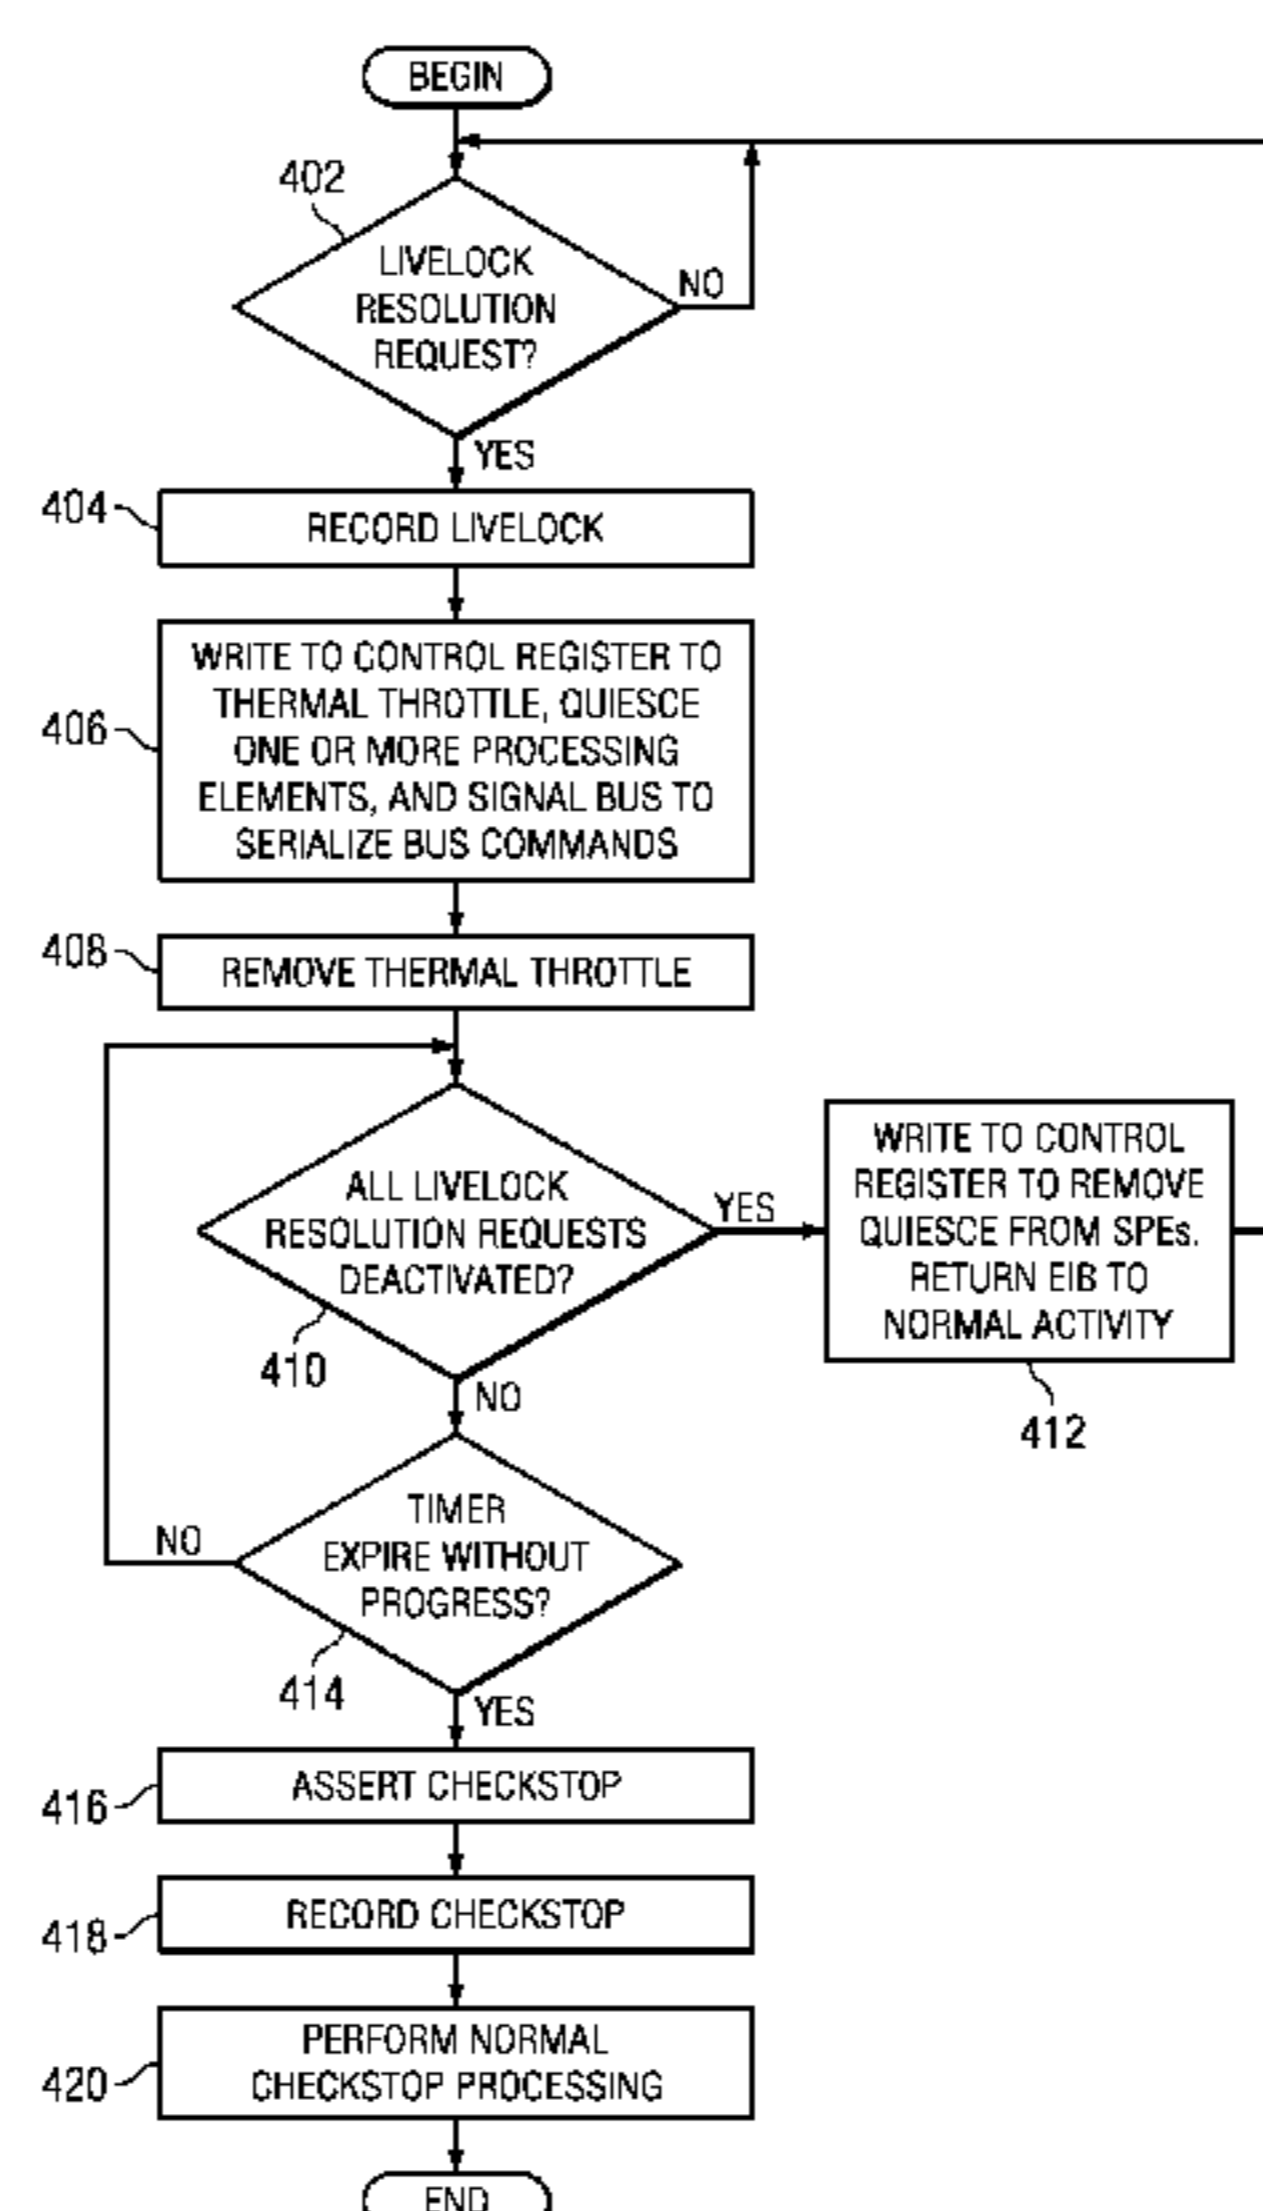 BEGIN
402
LIVELOCK
RESOLUTION
REQUEST?
NO
YES
404
RECORD LIVELOCK
406
WRITE TO CONTROL REGISTER TO
THERMAL THROTTLE, QUIESCE
ONE OR MORE PROCESSING
ELEMENTS, AND SIGNAL BUS TO
SERIALIZE BUS COMMANDS
408
REMOVE THERMAL THROTTLE
ALL LIVELOCK
RESOLUTION REQUESTS
DEACTIVATED?
410
YES
WRITE TO CONTROL
REGISTER TO REMOVE
QUIESCE FROM SPEs.
RETURN EIB TO
NORMAL ACTIVITY
412
NO
TIMER
EXPIRE WITHOUT
PROGRESS?
NO
414
YES
416
ASSERT CHECKSTOP
418
RECORD CHECKSTOP
420
PERFORM NORMAL
CHECKSTOP PROCESSING
END